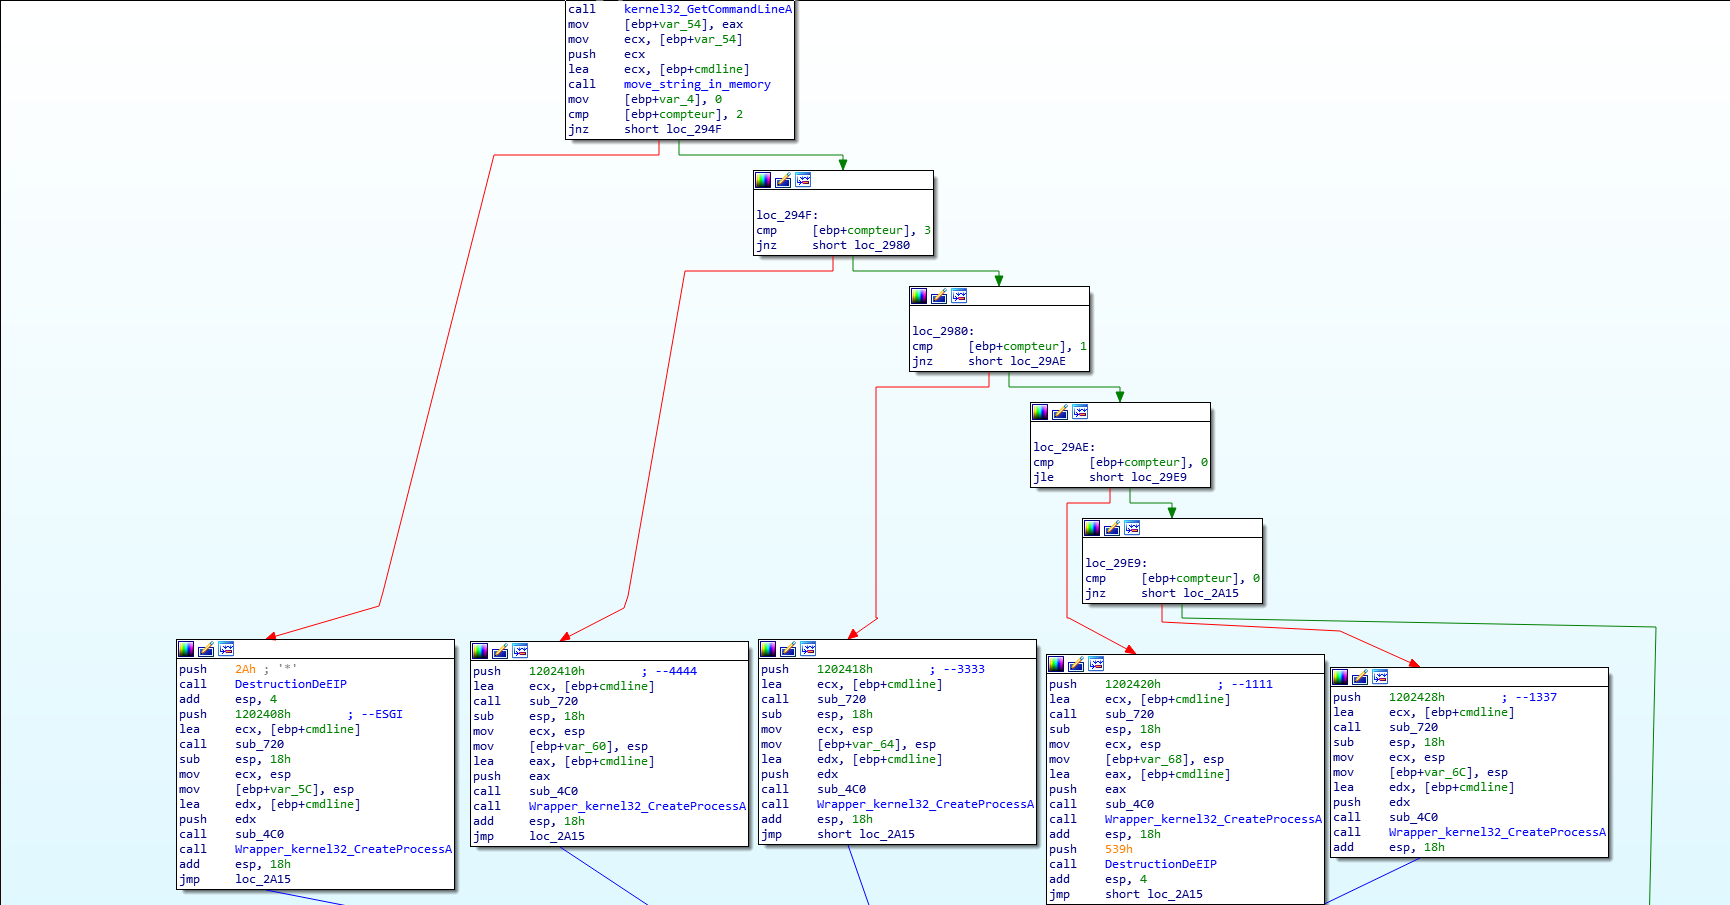 call kernel32_GetCommandLineA
mov [ebp+var_54], eax
mov ecx, [ebp+var_54]
push ecx
lea ecx, [ebp+cmdline]
call move_string_in_memory
mov [ebp+var_4], 0
cmp [ebp+compteur], 2
jnz short loc_294F
loc_294F:
cmp [ebp+compteur], 3
jnz short loc_2980
loc_2980:
cmp [ebp+compteur], 1
jnz short loc_29AE
loc_29AE:
cmp [ebp+compteur], 0
jle short loc_29E9
loc_29E9:
cmp [ebp+compteur], 0
jnz short loc_2A15
push 2Ah ; '*'
call DestructionDeEIP
add esp, 4
push 1202408h ; --ESGI
lea ecx, [ebp+cmdline]
call sub_720
sub esp, 18h
mov ecx, esp
mov [ebp+var_5C], esp
lea edx, [ebp+cmdline]
push edx
call sub_4C0
call Wrapper_kernel32_CreateProcessA
add esp, 18h
jmp loc_2A15
push 1202410h ; --4444
lea ecx, [ebp+cmdline]
call sub_720
sub esp, 18h
mov ecx, esp
mov [ebp+var_60], esp
lea eax, [ebp+cmdline]
push eax
call sub_4C0
call Wrapper_kernel32_CreateProcessA
add esp, 18h
jmp loc_2A15
push 1202418h ; --3333
lea ecx, [ebp+cmdline]
call sub_720
sub esp, 18h
mov ecx, esp
mov [ebp+var_64], esp
lea edx, [ebp+cmdline]
push edx
call sub_4C0
call Wrapper_kernel32_CreateProcessA
add esp, 18h
jmp short loc_2A15
push 1202420h ; --1111
lea ecx, [ebp+cmdline]
call sub_720
sub esp, 18h
mov ecx, esp
mov [ebp+var_68], esp
lea eax, [ebp+cmdline]
push eax
call sub_4C0
call Wrapper_kernel32_CreateProcessA
add esp, 18h
push 539h
call DestructionDeEIP
add esp, 4
jmp short loc_2A15
push 1202428h ; --1337
lea ecx, [ebp+cmdline]
call sub_720
sub esp, 18h
mov ecx, esp
mov [ebp+var_6C], esp
lea edx, [ebp+cmdline]
push edx
call sub_4C0
call Wrapper_kernel32_CreateProcessA
add esp, 18h